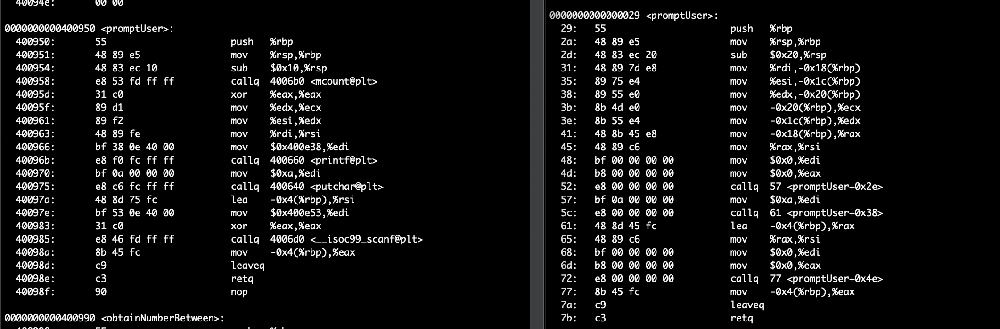 40094e:       00 00
0000000000400950 <promptUser>:
  400950:       55                      push   %rbp
  400951:       48 89 e5                mov    %rsp,%rbp
  400954:       48 83 ec 10             sub    $0x10,%rsp
  400958:       e8 53 fd ff ff          callq  4006b0 <mcount@plt>
  40095d:       31 c0                   xor    %eax,%eax
  40095f:       89 d1                   mov    %edx,%ecx
  400961:       89 f2                   mov    %esi,%edx
  400963:       48 89 fe                mov    %rdi,%rsi
  400966:       bf 38 0e 40 00          mov    $0x400e38,%edi
  40096b:       e8 f0 fc ff ff          callq  400660 <printf@plt>
  400970:       bf 0a 00 00 00          mov    $0xa,%edi
  400975:       e8 c6 fc ff ff          callq  400640 <putchar@plt>
  40097a:       48 8d 75 fc             lea    -0x4(%rbp),%rsi
  40097e:       bf 53 0e 40 00          mov    $0x400e53,%edi
  400983:       31 c0                   xor    %eax,%eax
  400985:       e8 46 fd ff ff          callq  4006d0 <__isoc99_scanf@plt>
  40098a:       8b 45 fc                mov    -0x4(%rbp),%eax
  40098d:       c9                      leaveq
  40098e:       c3                      retq
  40098f:       90                      nop
0000000000400990 <obtainNumberBetween>:
0000000000000029 <promptUser>:
  29:   55                      push   %rbp
  2a:   48 89 e5                mov    %rsp,%rbp
  2d:   48 83 ec 20             sub    $0x20,%rsp
  31:   48 89 7d e8             mov    %rdi,-0x18(%rbp)
  35:   89 75 e4                mov    %esi,-0x1c(%rbp)
  38:   89 55 e0                mov    %edx,-0x20(%rbp)
  3b:   8b 4d e0                mov    -0x20(%rbp),%ecx
  3e:   8b 55 e4                mov    -0x1c(%rbp),%edx
  41:   48 8b 45 e8             mov    -0x18(%rbp),%rax
  45:   48 89 c6                mov    %rax,%rsi
  48:   bf 00 00 00 00          mov    $0x0,%edi
  4d:   b8 00 00 00 00          mov    $0x0,%eax
  52:   e8 00 00 00 00          callq  57 <promptUser+0x2e>
  57:   bf 0a 00 00 00          mov    $0xa,%edi
  5c:   e8 00 00 00 00          callq  61 <promptUser+0x38>
  61:   48 8d 45 fc             lea    -0x4(%rbp),%rax
  65:   48 89 c6                mov    %rax,%rsi
  68:   bf 00 00 00 00          mov    $0x0,%edi
  6d:   b8 00 00 00 00          mov    $0x0,%eax
  72:   e8 00 00 00 00          callq  77 <promptUser+0x4e>
  77:   8b 45 fc                mov    -0x4(%rbp),%eax
  7a:   c9                      leaveq
  7b:   c3                      retq